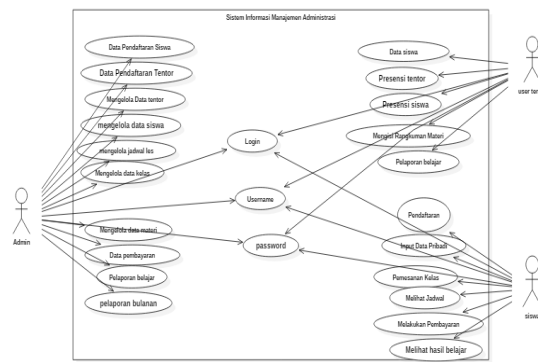 Sistem Informasi Manajemen Administrasi
Data Pendaftaran Siswa
Data Pendaftaran Tentor
Mengelola Data tentor
mengelola data siswa
mengelola jadwal les
Mengelola data kelas
Mengelola data materi
Data pembayaran
Pelaporan belajar
pelaporan bulanan
Admin
Login
Username
password
Data siswa
Presensi tentor
Presensi siswa
Mengisi Rangkuman Materi
Pelaporan belajar
user ten
Pendaftaran
Input Data Pribadi
Pemesanan Kelas
Melihat Jadwal
Melakukan Pembayaran
Melihat hasil belajar
sisw